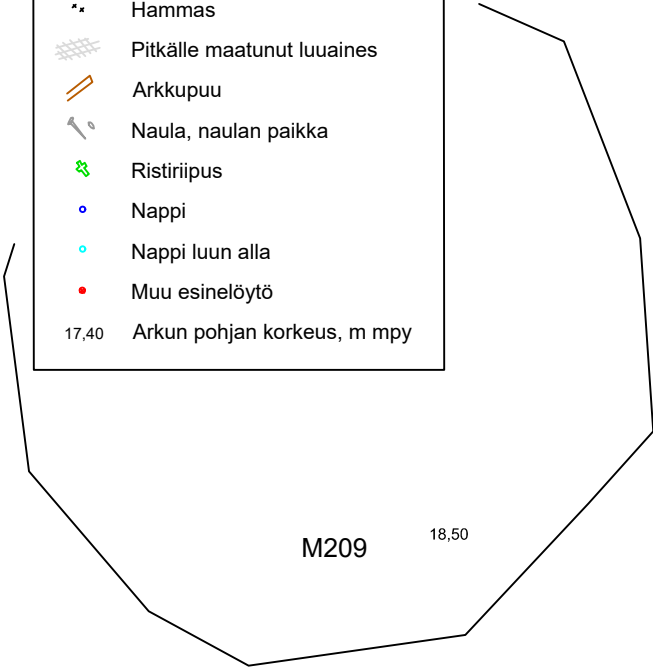 Hammas
Pitkälle maatunut luuaines
Arkkupuu
Naula, naulan paikka
Ristiriipus
Nappi
Nappi luun alla
Muu esinelöytö
17,40 Arkun pohjan korkeus, m mpy
M209
18,50